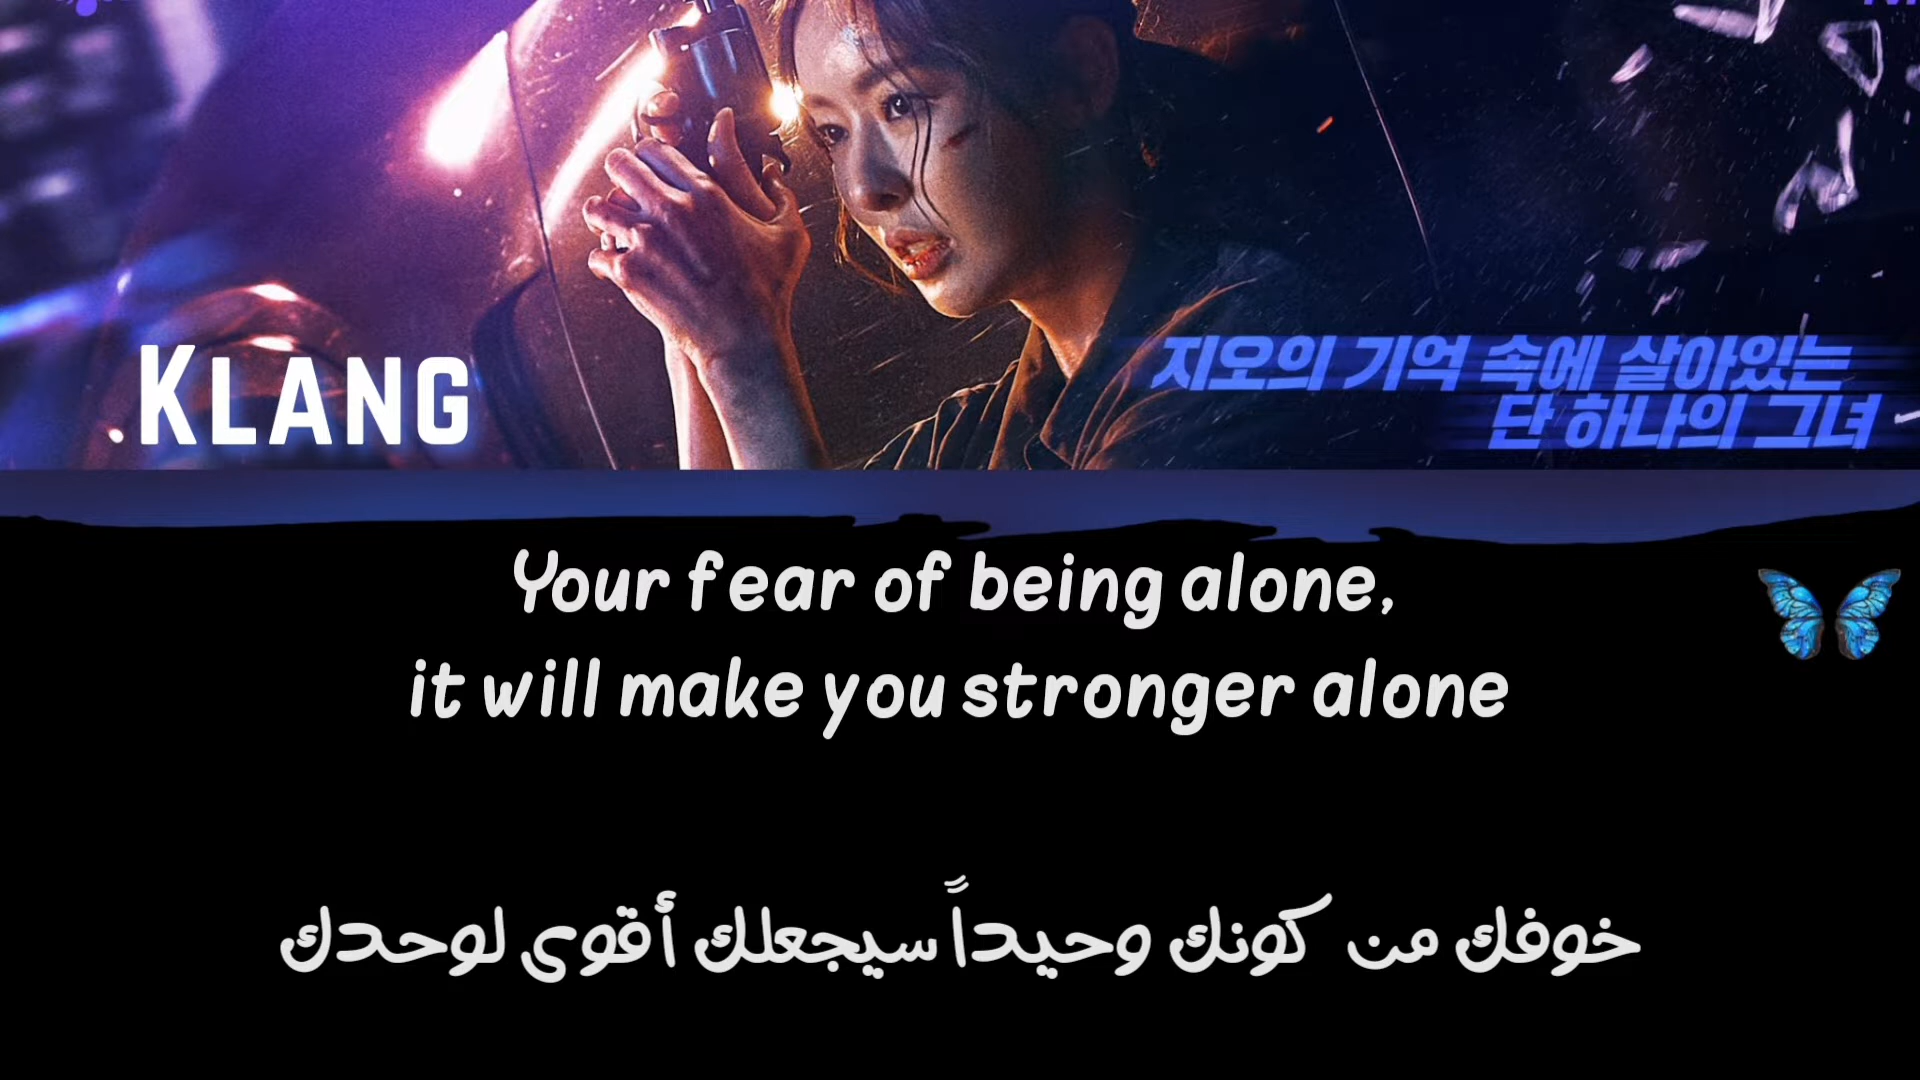 KLANG
지오의 기억 속에 살아있는
단 하나의 그녀
Your fear of being alone,
it will make you stronger alone
خوفك من كونك وحيداً سيجعلك أقوى لوحدك